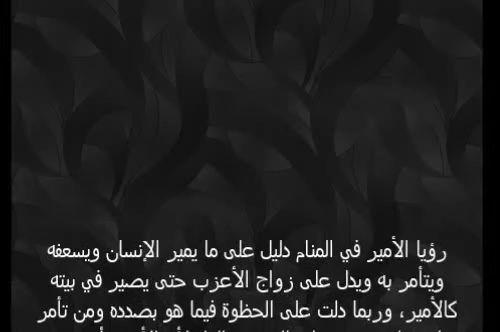 رؤيا الأمير في المنام دليل على ما يمير الإنسان ويسعفه
ويتأمر به ويدل على زواج الأعزب حتى يصير في بيته
كالأمير، وربما دلت على الحظوة فيما هو بصدده ومن تأمر